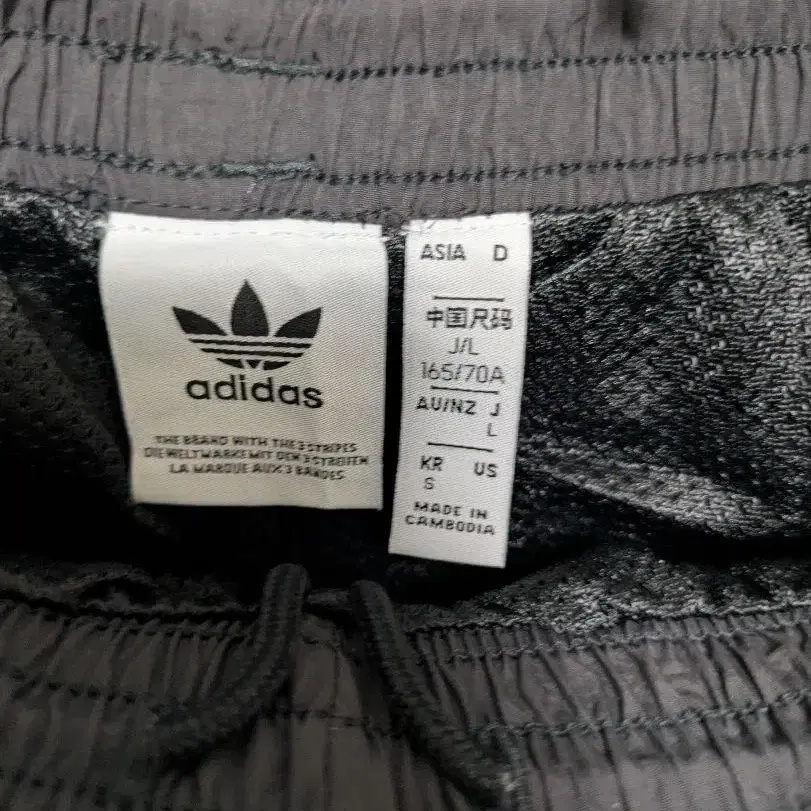 adidas
THE BRAND WITH THE 3 STRIPES
DIE WELTMARKE MIT DEN 3 STREIFEN
LA MARQUE AUX 3 BANDES
ASIA D
中国尺码
J/L
165/70A
AU/NZ J
L
KR US
S
MADE IN
CAMBODIA